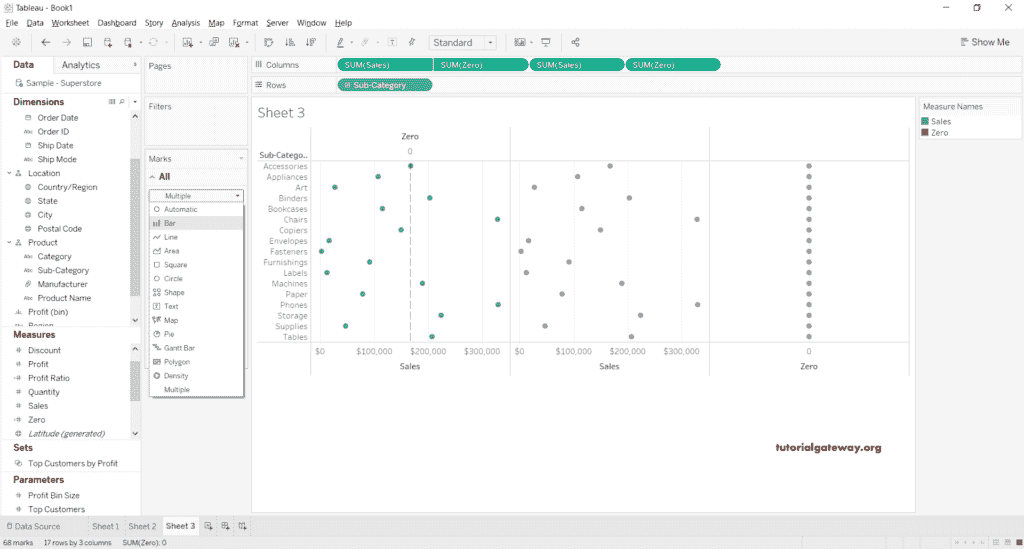 Tableau - Book1
File Data Worksheet Dashboard Story Analysis Map Format Server Window Help
Standard
Show Me
Data Analytics
Sample - Superstore
Dimensions
Order Date
Order ID
Ship Date
Ship Mode
Location
Country/Region
State
City
Postal Code
Product
Category
Sub-Category
Manufacturer
Product Name
Profit (bin)
Region
Measures
Discount
Profit
Profit Ratio
Quantity
Sales
Zero
Latitude (generated)
Sets
Top Customers by Profit
Parameters
Profit Bin Size
Top Customers
Pages
Filters
Marks
All
Multiple
Automatic
Bar
Line
Area
Square
Circle
Shape
Text
Map
Pie
Gantt Bar
Polygon
Density
Multiple
Columns SUM(Sales) SUM(Zero) SUM(Sales) SUM(Zero)
Rows Sub-Category
Sheet 3
Zero
0
Sub-Catego..
Accessories
Appliances
Art
Binders
Bookcases
Chairs
Copiers
Envelopes
Fasteners
Furnishings
Labels
Machines
Paper
Phones
Storage
Supplies
Tables
$0 $100,000 $200,000 $300,000 $0 $100,000 $200,000 $300,000 0
Sales Sales Zero
Measure Names
Sales
Zero
tutorialgateway.org
Data Source Sheet 1 Sheet 2 Sheet 3
68 marks 17 rows by 3 columns SUM(Zero): 0